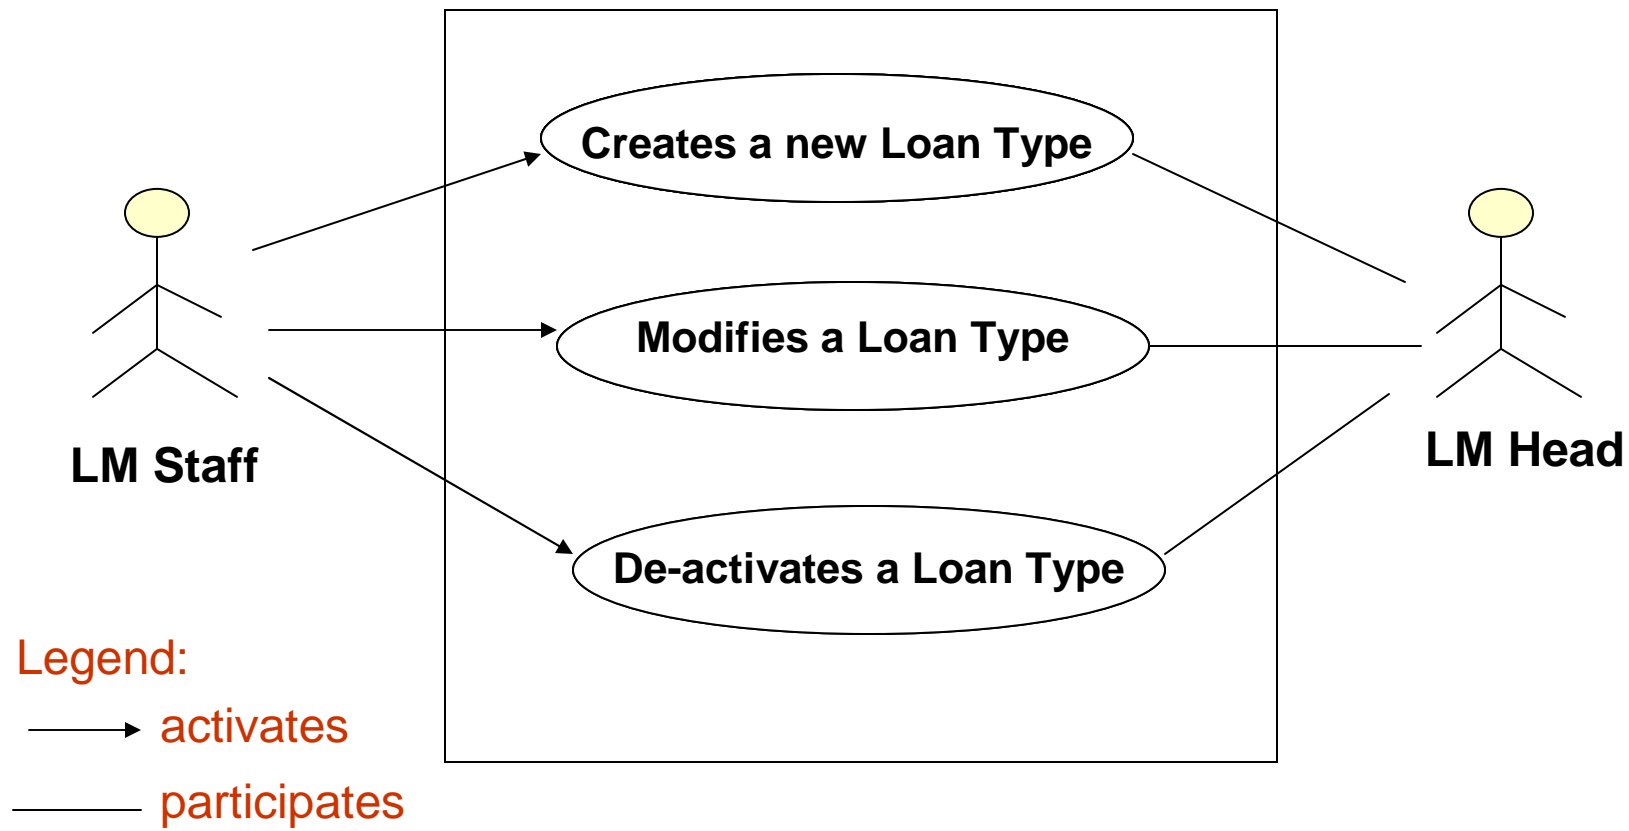 Creates a new Loan Type
Modifies a Loan Type
LM Staff
LM Head
De-activates a Loan Type
Legend:
activates
participates